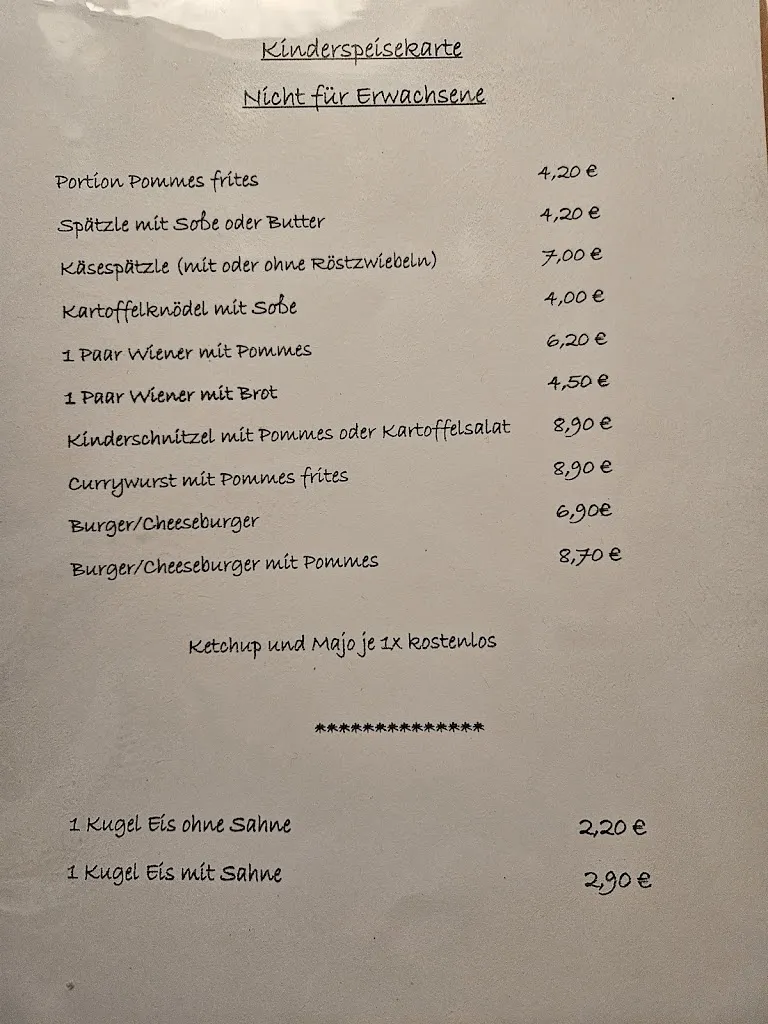 Kinderspeisekarte
Nicht für Erwachsene
Portion Pommes frites 4,20 €
Spätzle mit Soße oder Butter 4,20 €
Käsespätzle (mit oder ohne Röstzwiebeln) 7,00 €
Kartoffelknödel mit Soße 4,00 €
1 Paar Wiener mit Pommes 6,20 €
1 Paar Wiener mit Brot 4,50 €
Kinderschnitzel mit Pommes oder Kartoffelsalat 8,90 €
Currywurst mit Pommes frites 8,90 €
Burger/Cheeseburger 6,90€
Burger/Cheeseburger mit Pommes 8,70 €
Ketchup und Majo je 1x kostenlos
**************
1 Kugel Eis ohne Sahne 2,20 €
1 Kugel Eis mit Sahne 2,90 €